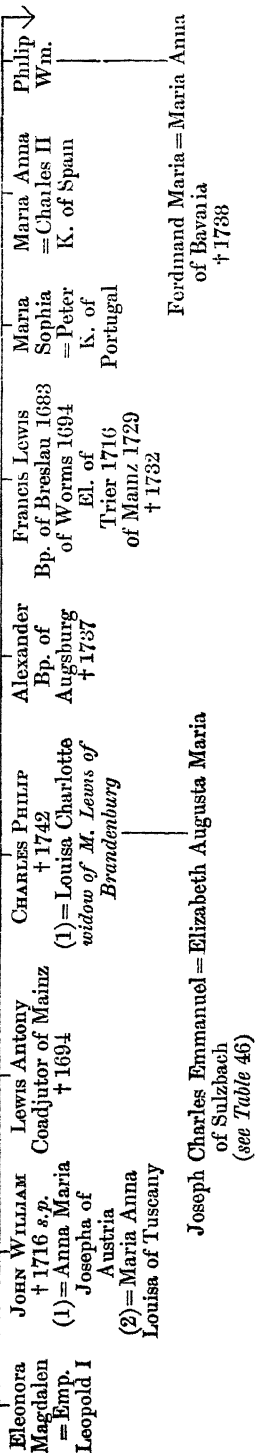 Eleonora
Magdalen
= Emp.
Leopold I
JOHN WILLIAM
† 1716 s.p.
(1)=Anna Maria
Josepha of
Austria
(2)=Maria Anna
Louisa of Tuscany
Lewis Antony
Coadjutor of Mainz
† 1694
CHARLES PHILIP
† 1742
(1)=Louisa Charlotte
widow of M. Lewis of
Brandenburg
Alexander
Bp. of
Augsburg
† 1737
Francis Lewis
Bp. of Breslau 1683
of Worms 1694
El. of
Trier 1716
of Mainz 1729
† 1732
Maria
Sophia
=Peter
K. of
Portugal
Maria Anna
=Charles II
K. of Spain
Philip
Wm.
Joseph Charles Emmanuel=Elizabeth Augusta Maria
of Sulzbach
(see Table 46)
Ferdinand Maria=Maria Anna
of Bavaria
† 1738